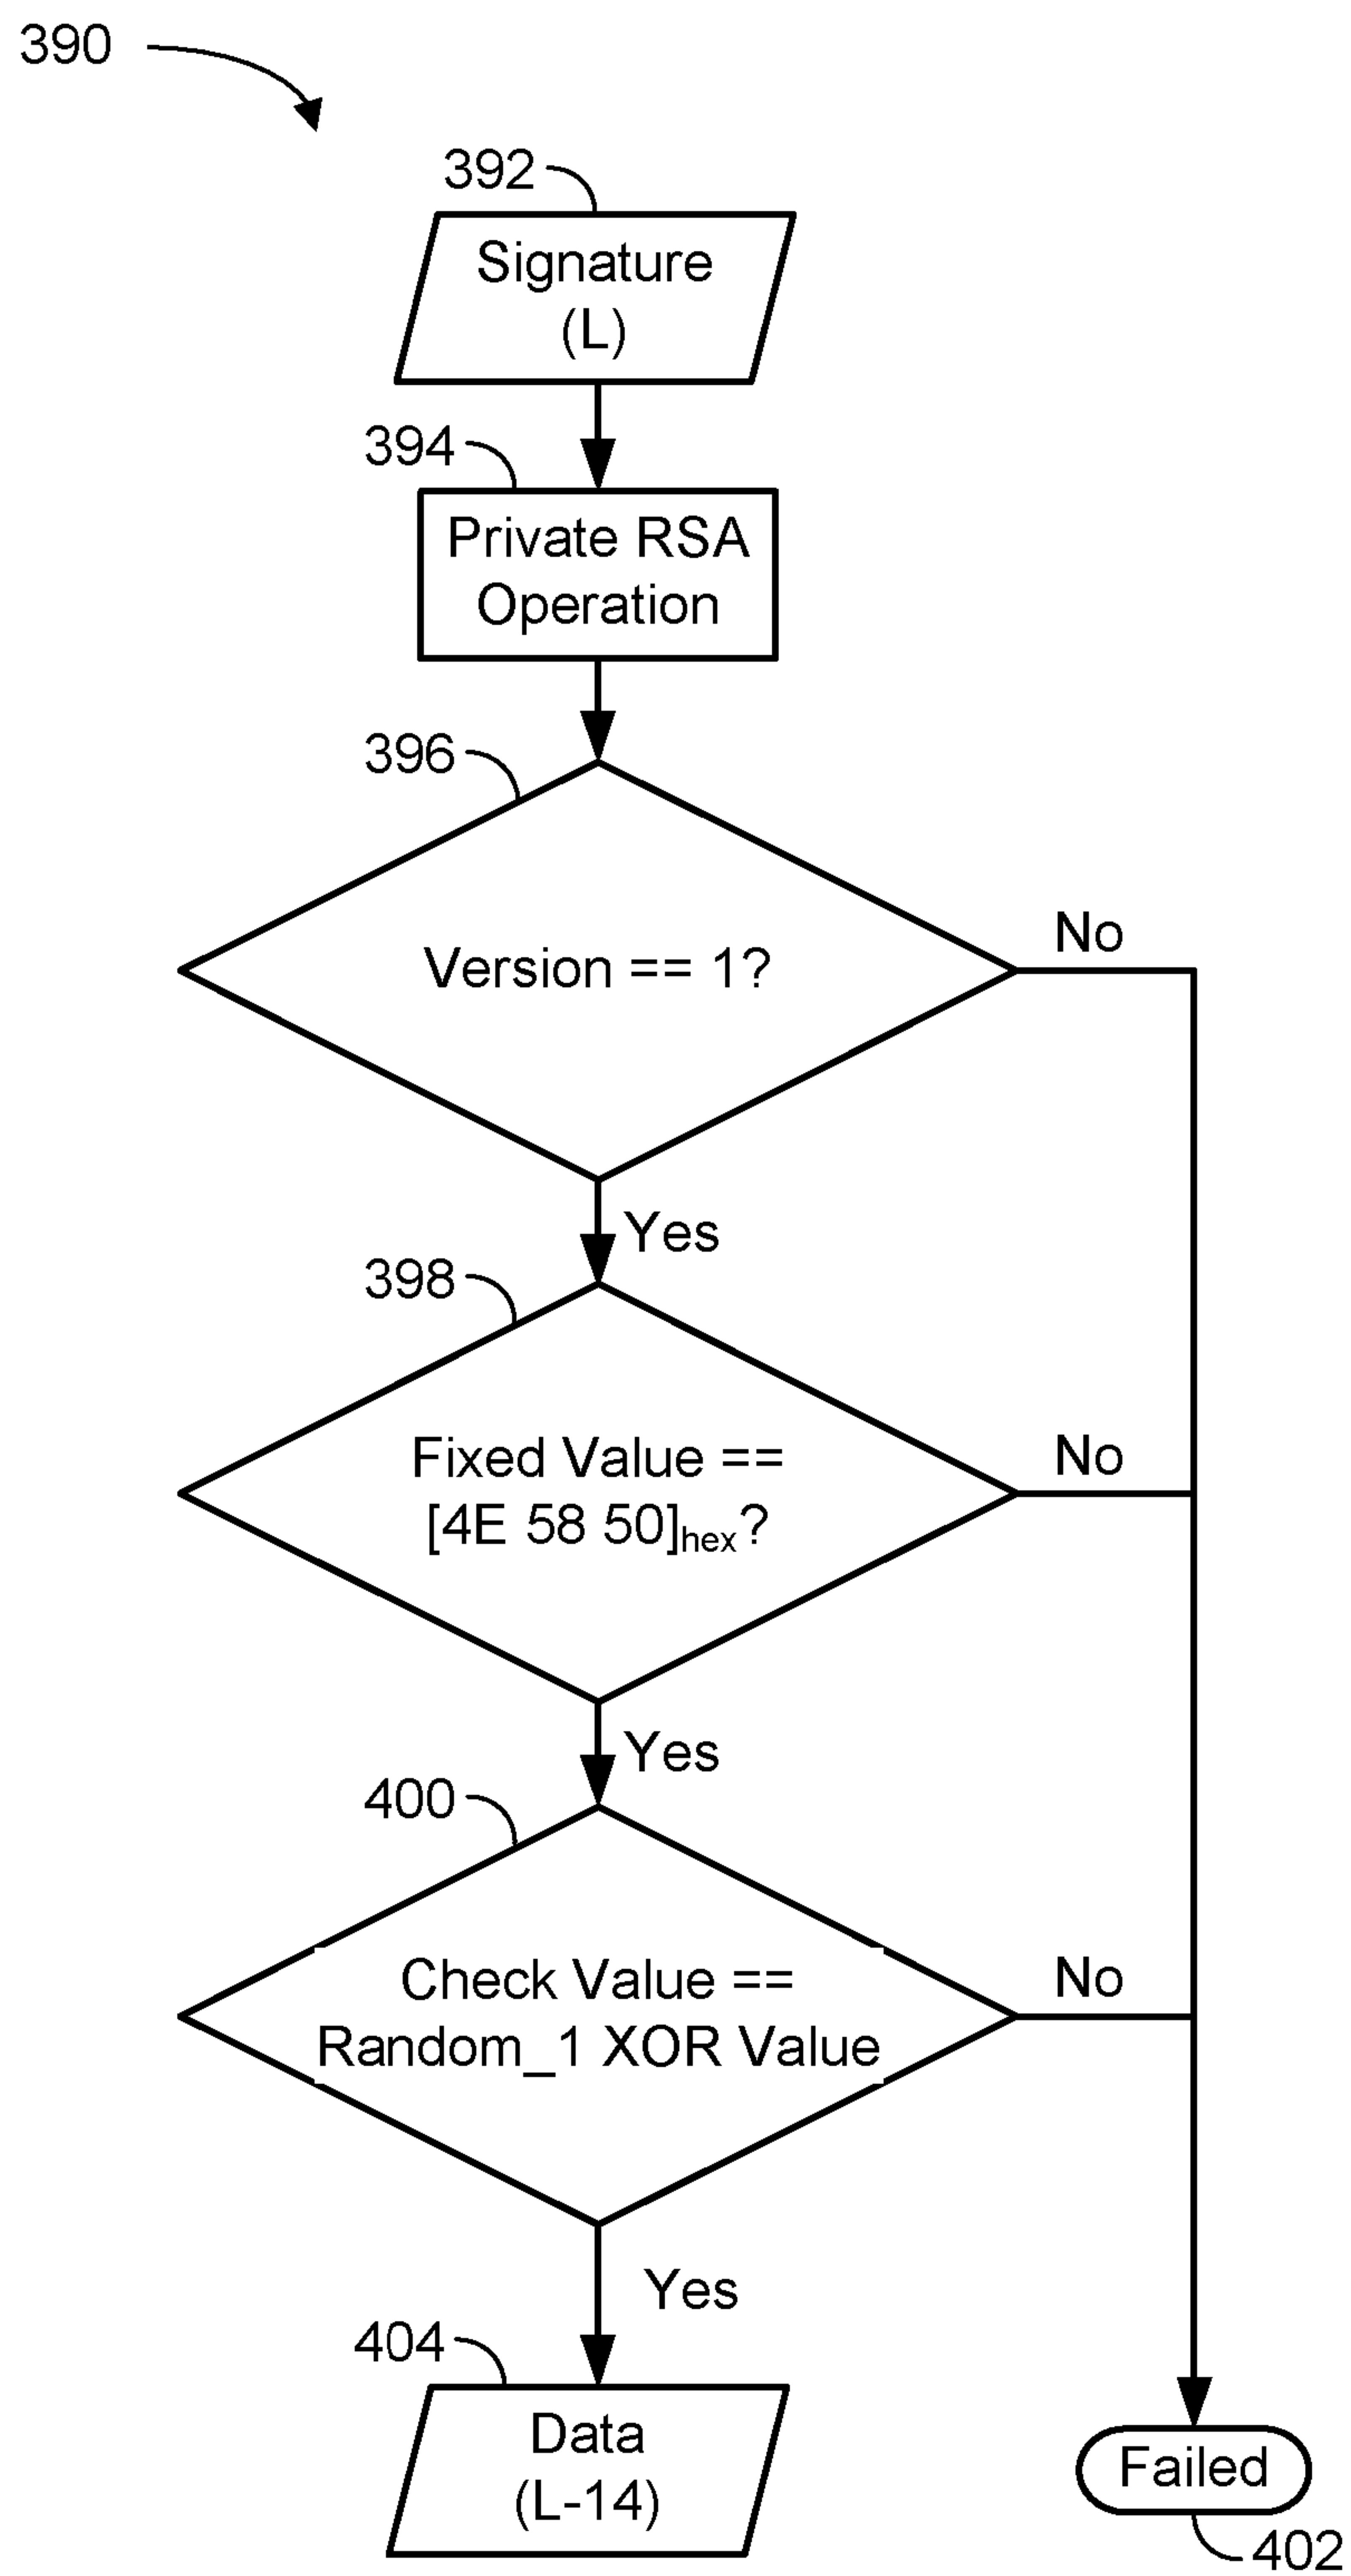 390
392
Signature
(L)
394
Private RSA
Operation
396
Version == 1?
No
Yes
398
Fixed Value ==
[4E 58 50]hex?
No
Yes
400
Check Value ==
Random_1 XOR Value
No
Yes
404
Data
(L-14)
Failed
402